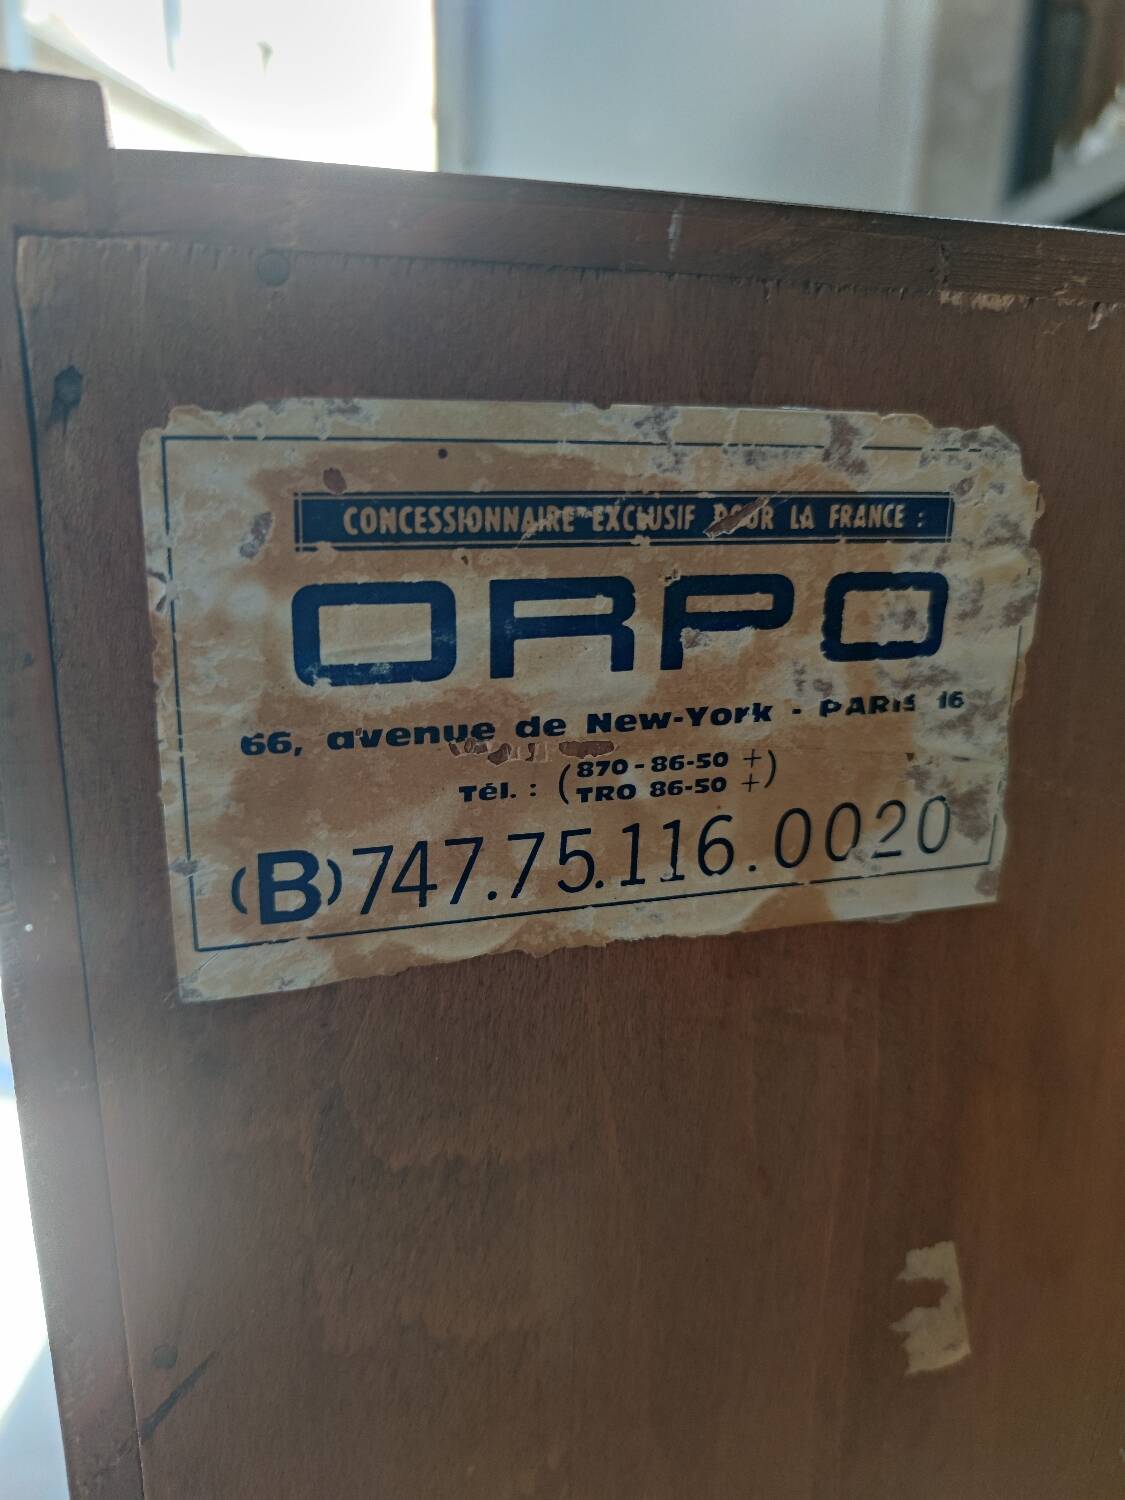 CONCESSIONNAIRE EXCLUSIF POUR LA FRANCE :
ORPO
66, avenue de New-York - PARIS 16
Tél. : (870-86-50 +)
(TRO 86-50 +)
(B) 747.75.116.0020